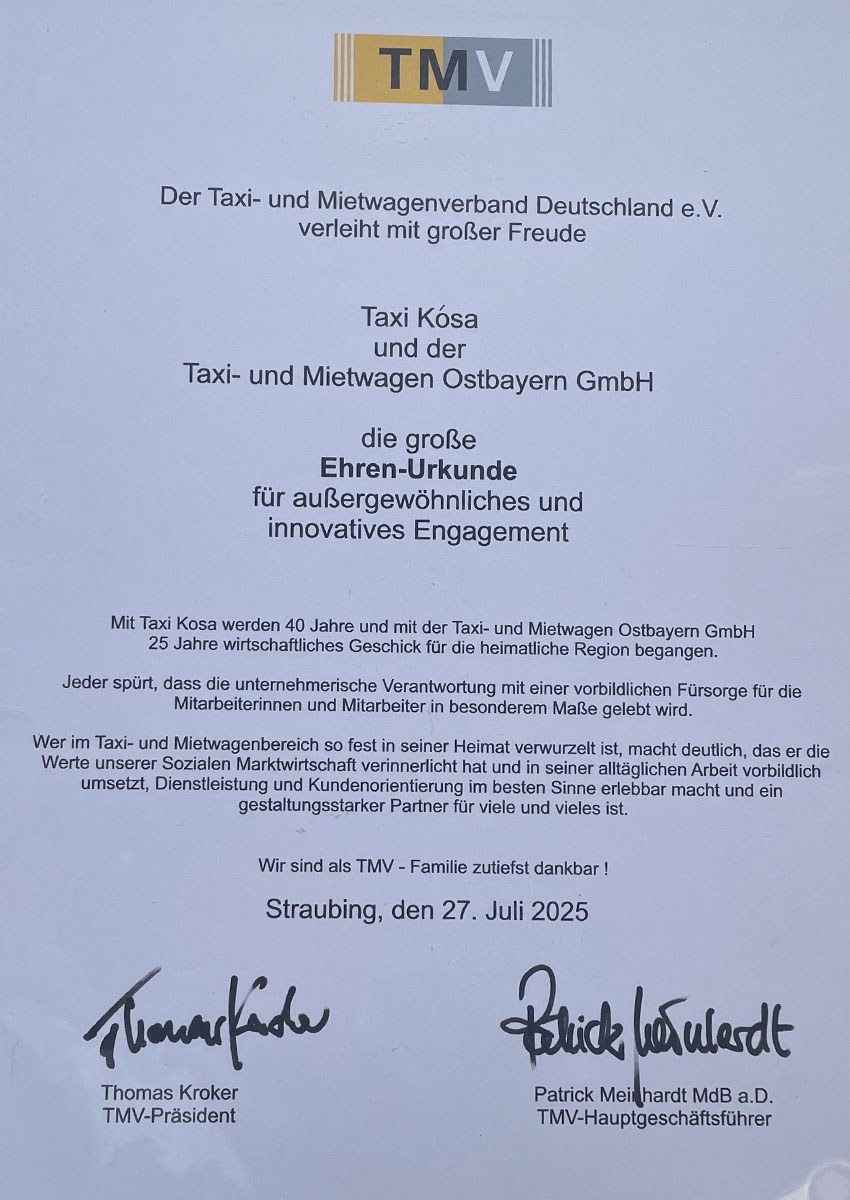 TMV
Der Taxi- und Mietwagenverband Deutschland e.V.
verleiht mit großer Freude
Taxi Kósa
und der
Taxi- und Mietwagen Ostbayern GmbH
die große
Ehren-Urkunde
für außergewöhnliches und
innovatives Engagement
Mit Taxi Kosa werden 40 Jahre und mit der Taxi- und Mietwagen Ostbayern GmbH
25 Jahre wirtschaftliches Geschick für die heimatliche Region begangen.
Jeder spürt, dass die unternehmerische Verantwortung mit einer vorbildlichen Fürsorge für die
Mitarbeiterinnen und Mitarbeiter in besonderem Maße gelebt wird.
Wer im Taxi- und Mietwagenbereich so fest in seiner Heimat verwurzelt ist, macht deutlich, das er die
Werte unserer Sozialen Marktwirtschaft verinnerlicht hat und in seiner alltäglichen Arbeit vorbildlich
umsetzt, Dienstleistung und Kundenorientierung im besten Sinne erlebbar macht und ein
gestaltungsstarker Partner für viele und vieles ist.
Wir sind als TMV - Familie zutiefst dankbar !
Straubing, den 27. Juli 2025
Thomas Kroker Patrick Meinhardt
Thomas Kroker Patrick Meinhardt MdB a.D.
TMV-Präsident TMV-Hauptgeschäftsführer